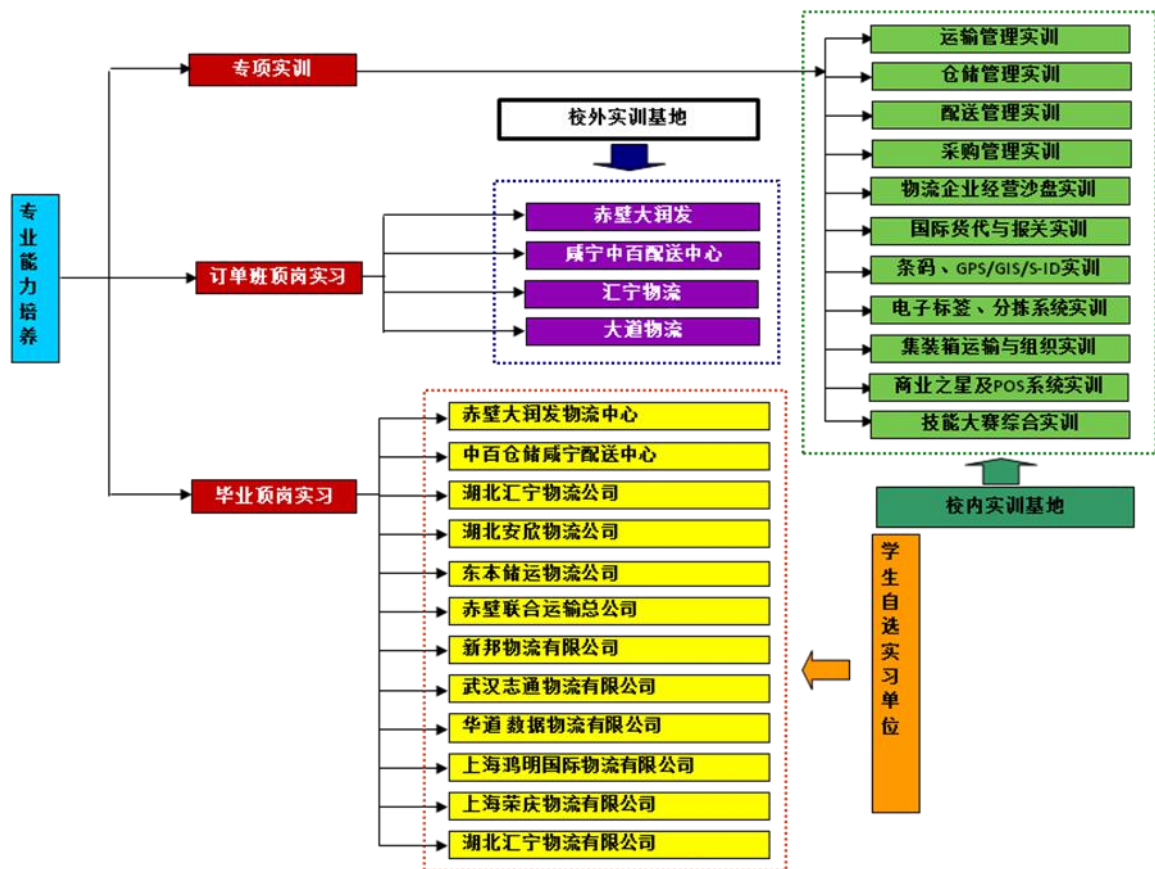 专业能力培养
专项实训
订单班顶岗实习
毕业顶岗实习
校外实训基地
赤壁大润发
咸宁中百配送中心
汇宁物流
大道物流
赤壁大润发物流中心
中百仓储咸宁配送中心
湖北汇宁物流公司
湖北安欣物流公司
东本储运物流公司
赤壁联合运输总公司
新邦物流有限公司
武汉志通物流有限公司
华道 数据物流有限公司
上海鸿明国际物流有限公司
上海荣庆物流有限公司
湖北汇宁物流有限公司
运输管理实训
仓储管理实训
配送管理实训
采购管理实训
物流企业经营沙盘实训
国际货代与报关实训
条码、GPS/GIS/S-ID实训
电子标签、分拣系统实训
集装箱运输与组织实训
商业之星及POS系统实训
技能大赛综合实训
校内实训基地
学生自选实习单位